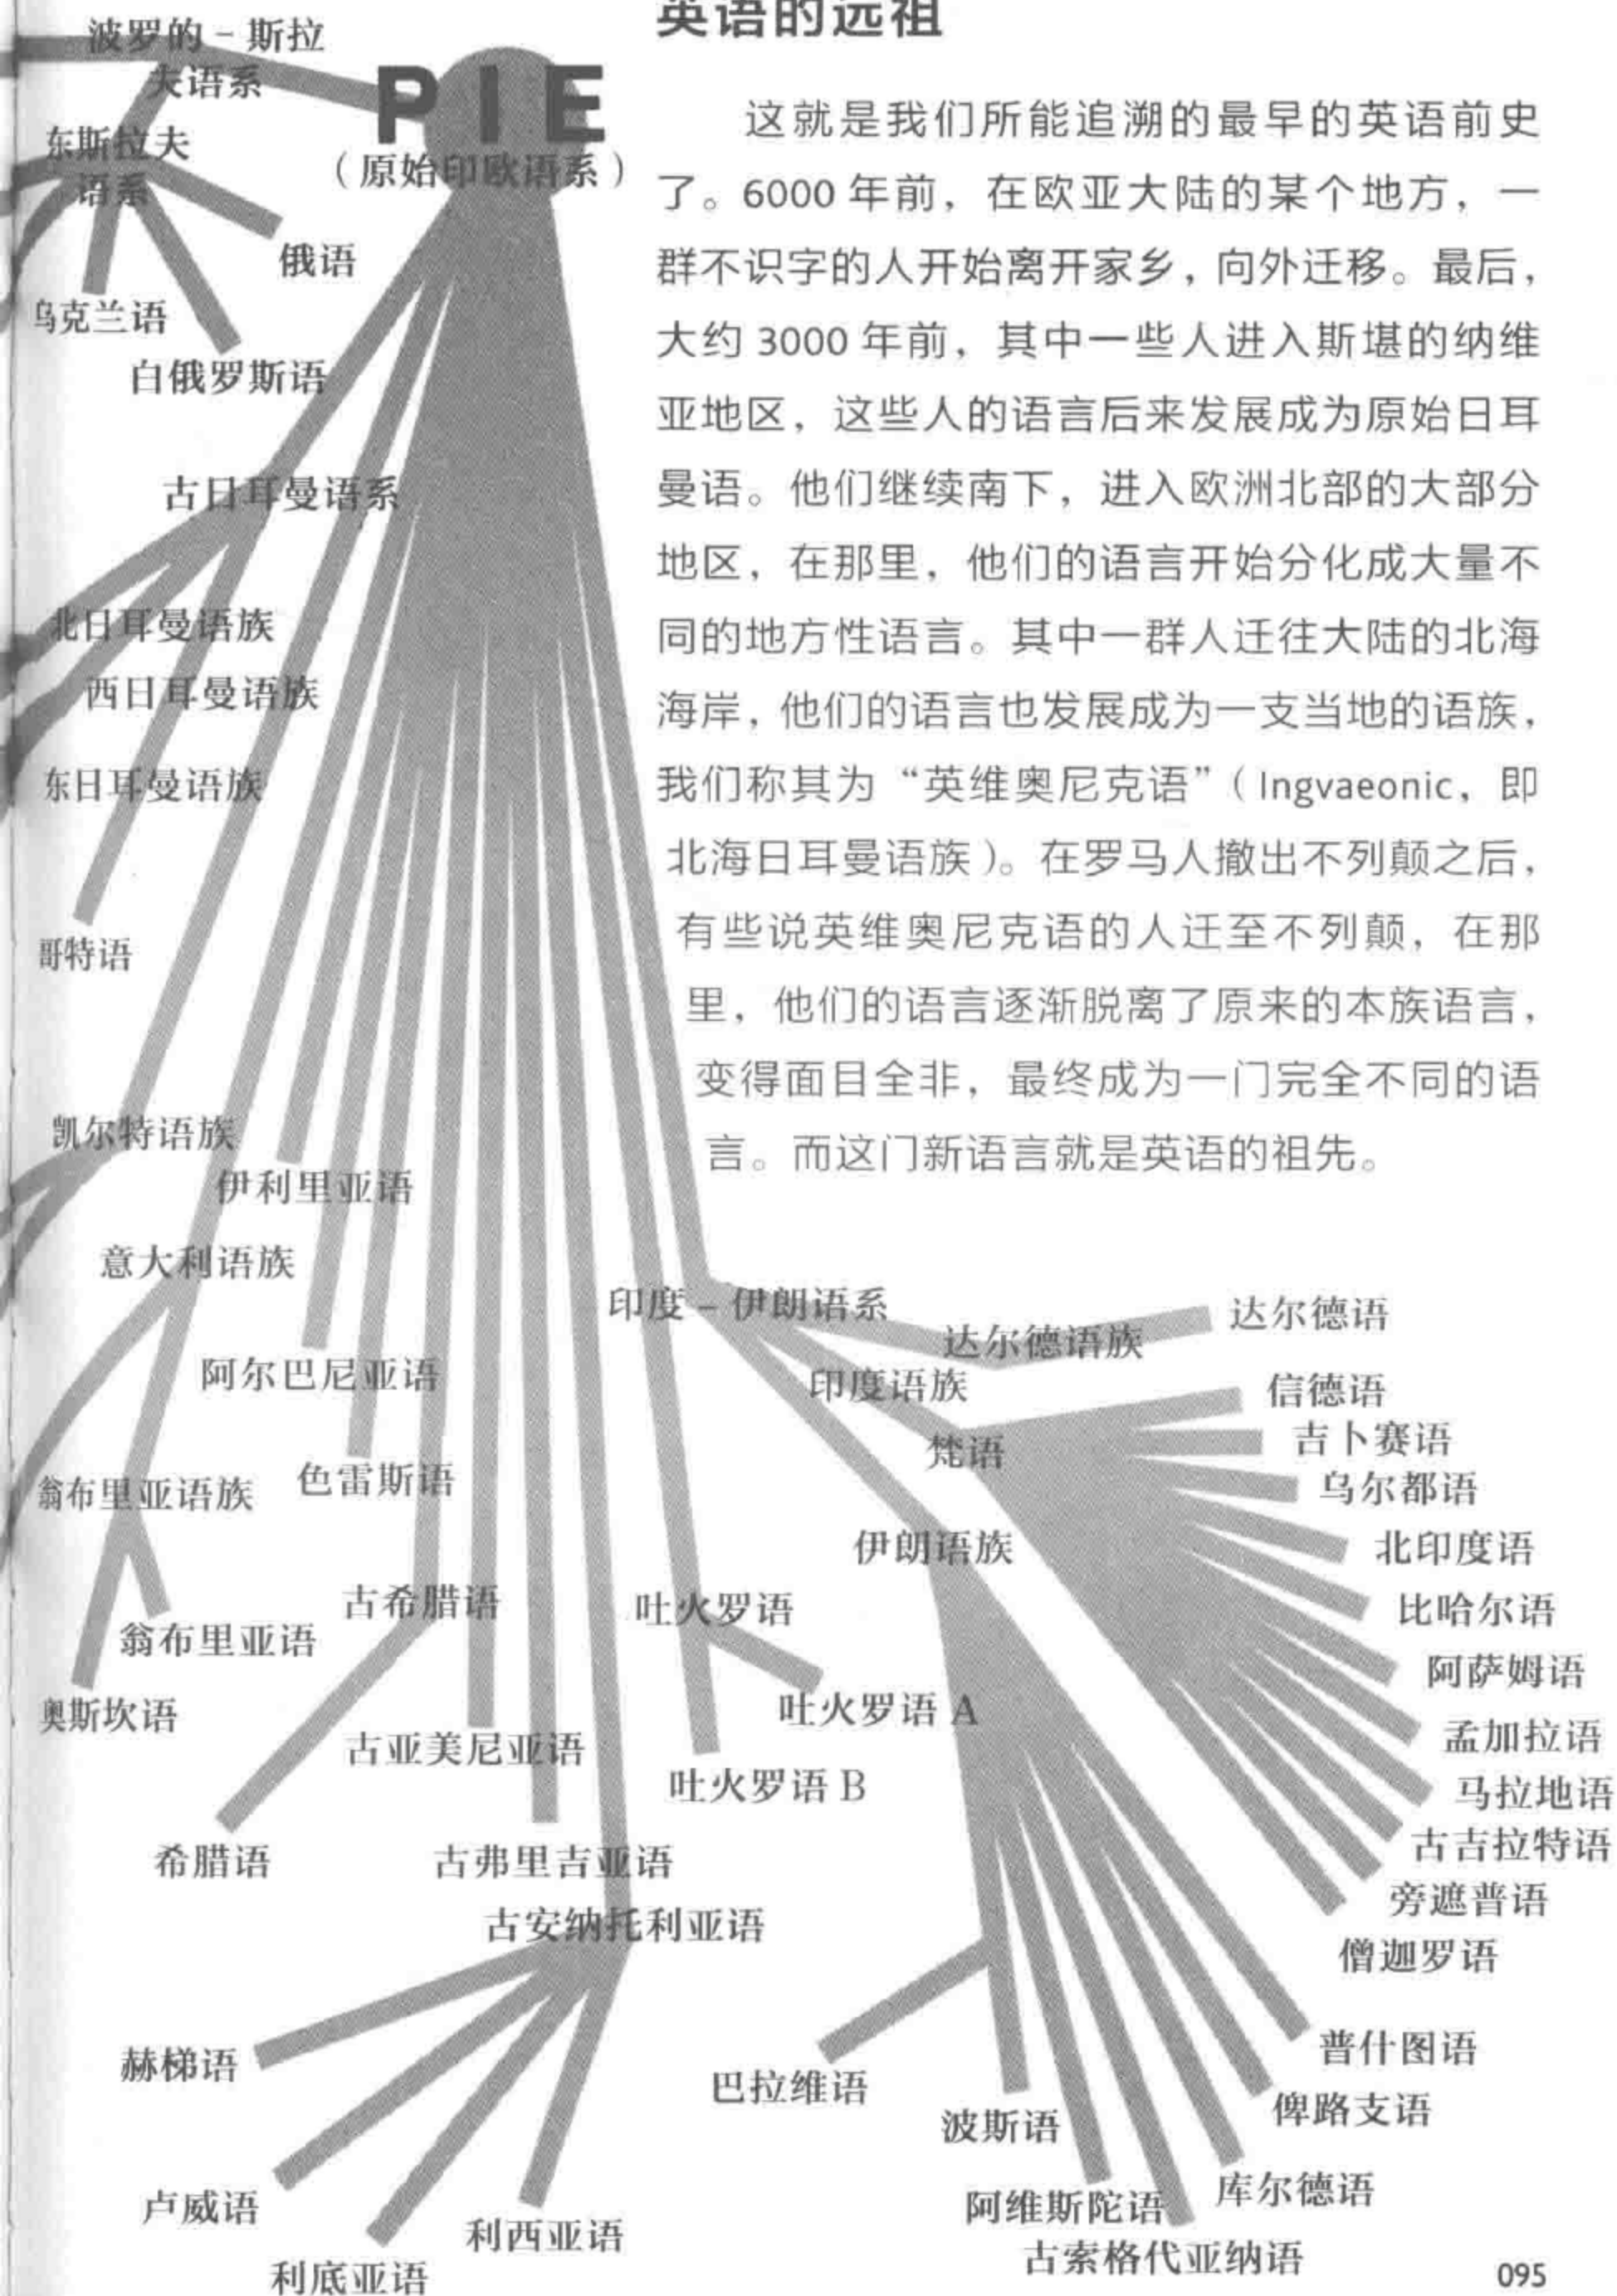 英语的远祖
这就是我们所能追溯的最早的英语前史
了。6000 年前，在欧亚大陆的某个地方，一
群不识字的人开始离开家乡，向外迁移。最后，
大约 3000 年前，其中一些人进入斯堪的纳维
亚地区，这些人的语言后来发展成为原始日耳
曼语。他们继续南下，进入欧洲北部的大部分
地区，在那里，他们的语言开始分化成大量不
同的地方性语言。其中一群人迁往大陆的北海
海岸，他们的语言也发展成为一支当地的语族，
我们称其为“英维奥尼克语”（Ingvaeonic，即
北海日耳曼语族）。在罗马人撤出不列颠之后，
有些说英维奥尼克语的人迁至不列颠，在那
里，他们的语言逐渐脱离了原来的本族语言，
变得面目全非，最终成为一门完全不同的语
言。而这门新语言就是英语的祖先。
PIE
（原始印欧语系）
波罗的－斯拉
夫语系
东斯拉夫
语系
俄语
乌克兰语
白俄罗斯语
古日耳曼语系
北日耳曼语族
西日耳曼语族
东日耳曼语族
哥特语
凯尔特语族
伊利里亚语
意大利语族
阿尔巴尼亚语
翁布里亚语族
色雷斯语
翁布里亚语
奥斯坎语
古希腊语
希腊语
古亚美尼亚语
古弗里吉亚语
古安纳托利亚语
赫梯语
卢威语
利底亚语
利西亚语
吐火罗语
吐火罗语 A
吐火罗语 B
印度－伊朗语系
达尔德语族
达尔德语
印度语族
梵语
信德语
吉卜赛语
乌尔都语
北印度语
比哈尔语
阿萨姆语
孟加拉语
马拉地语
古吉拉特语
旁遮普语
僧迦罗语
伊朗语族
巴拉维语
波斯语
阿维斯陀语
古索格代亚纳语
库尔德语
俾路支语
普什图语
095